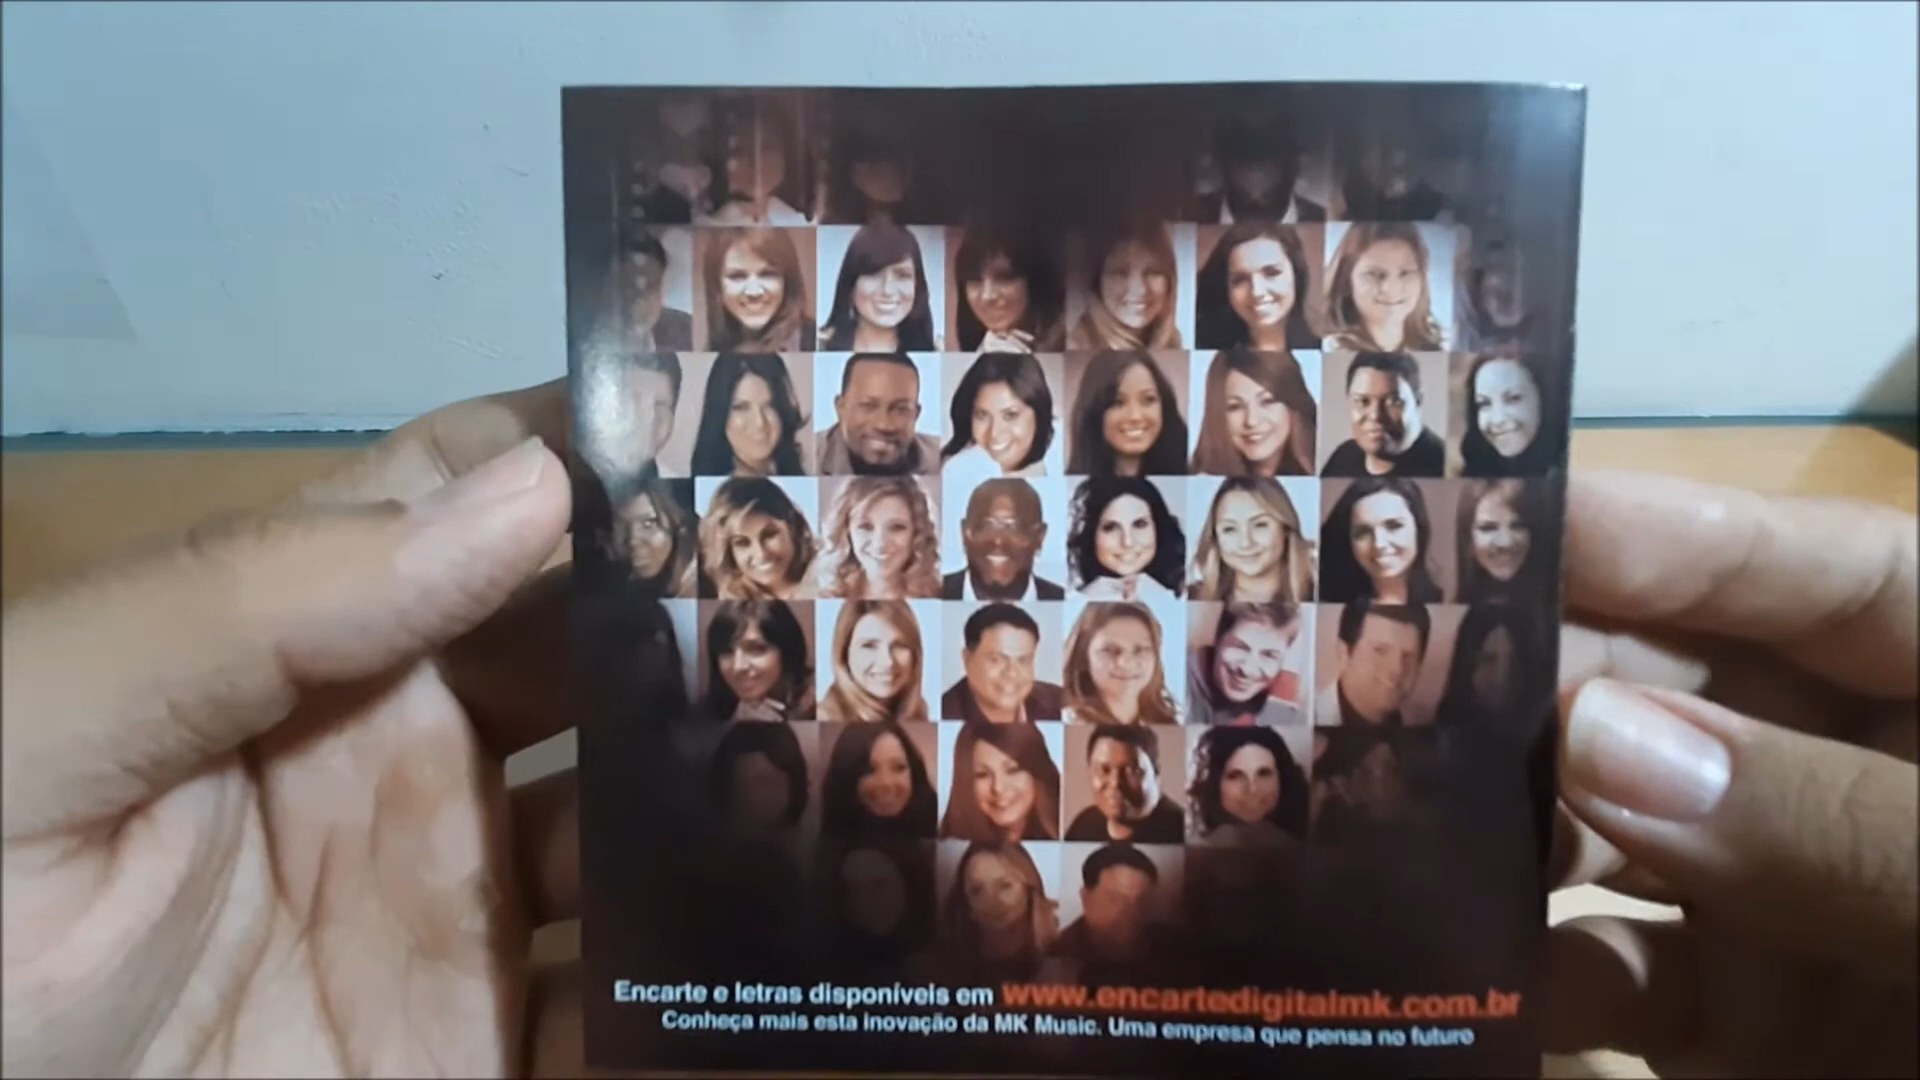 Encarte e letras disponíveis em www.encartedigitalmk.com.br
Conheça mais esta inovação da MK Music. Uma empresa que pensa no futuro